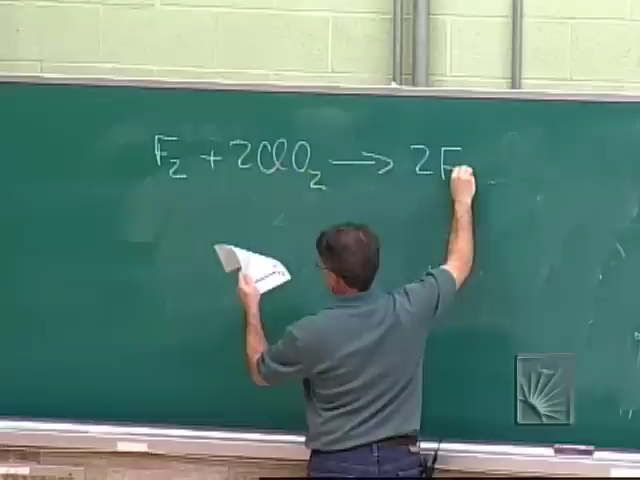 F₂ + 2ClO₂ → 2F